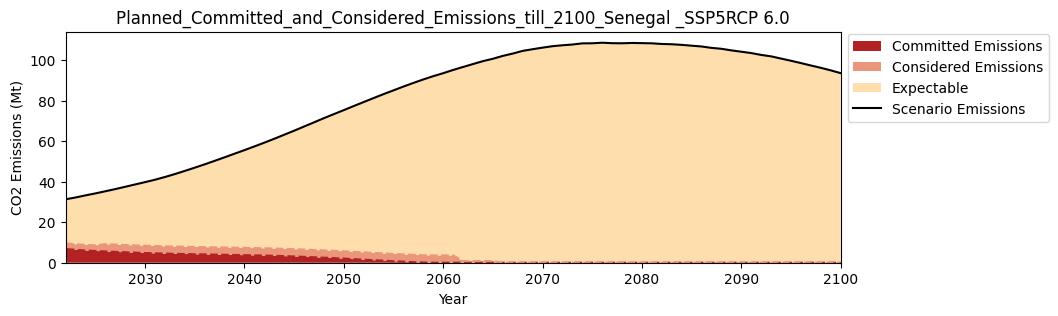 Planned_Committed_and_Considered_Emissions_till_2100_Senegal _SSP5RCP 6.0
CO2 Emissions (Mt)
100
80
60
40
20
0
2030 2040 2050 2060 2070 2080 2090 2100
Year
Committed Emissions
Considered Emissions
Expectable
Scenario Emissions